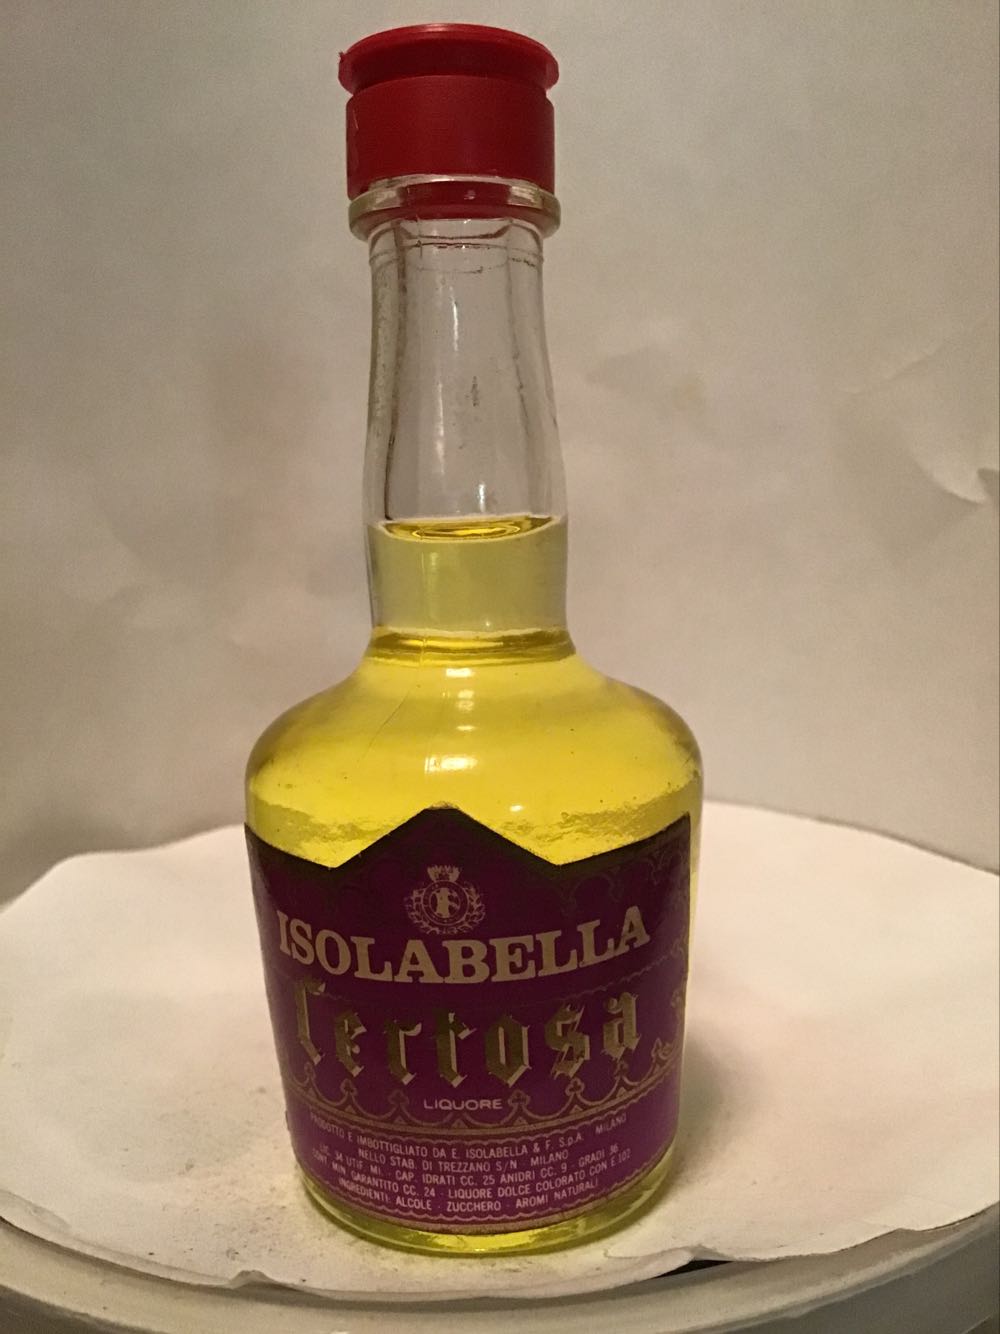 ISOLABELLA
Certosa
LIQUORE
PRODOTTO E IMBOTTIGLIATO DA E. ISOLABELLA & F. S.p.A. MILANO
NELLO STAB. DI TREZZANO S/N - MILANO
LIC. 34 UTIF. MI. - CAP. IDRATI CC. 25 ANIDRI CC. 9 - GRADI 36
CONT. MIN. GARANTITO CC. 24 - LIQUORE DOLCE COLORATO CON E 102
INGREDIENTI: ALCOLE - ZUCCHERO - AROMI NATURALI